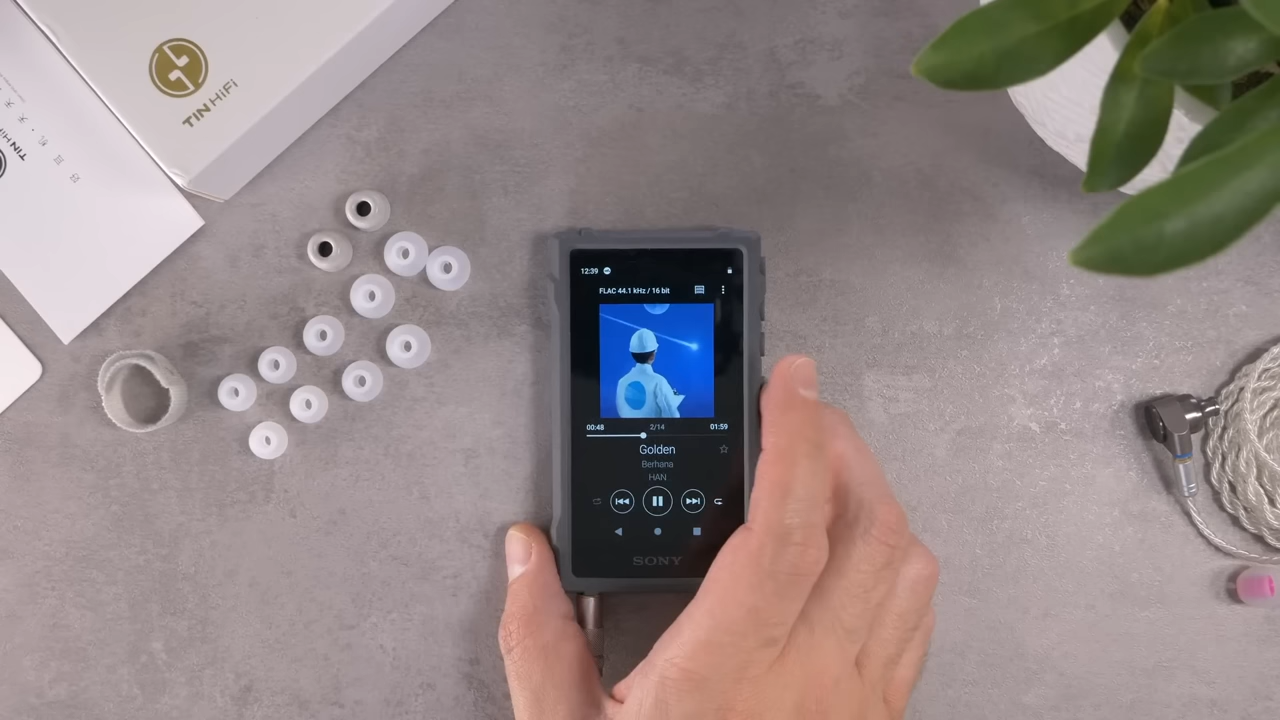 TINHiFi
TINHiFi
12:39
FLAC 44.1 kHz / 16 bit
00:48
2/14
01:59
Golden
Berhana
HAN
SONY